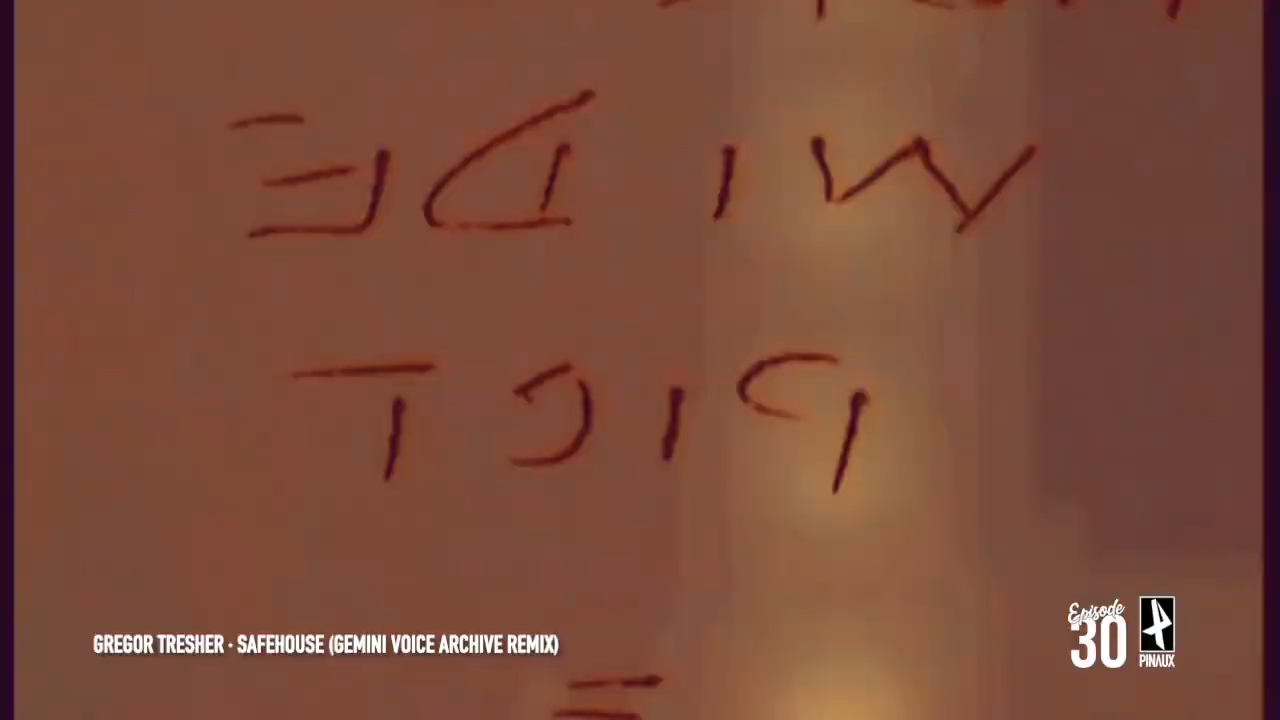 WIDE
PICT
GREGOR TRESHER · SAFEHOUSE (GEMINI VOICE ARCHIVE REMIX)
Episode
30
PINAUX